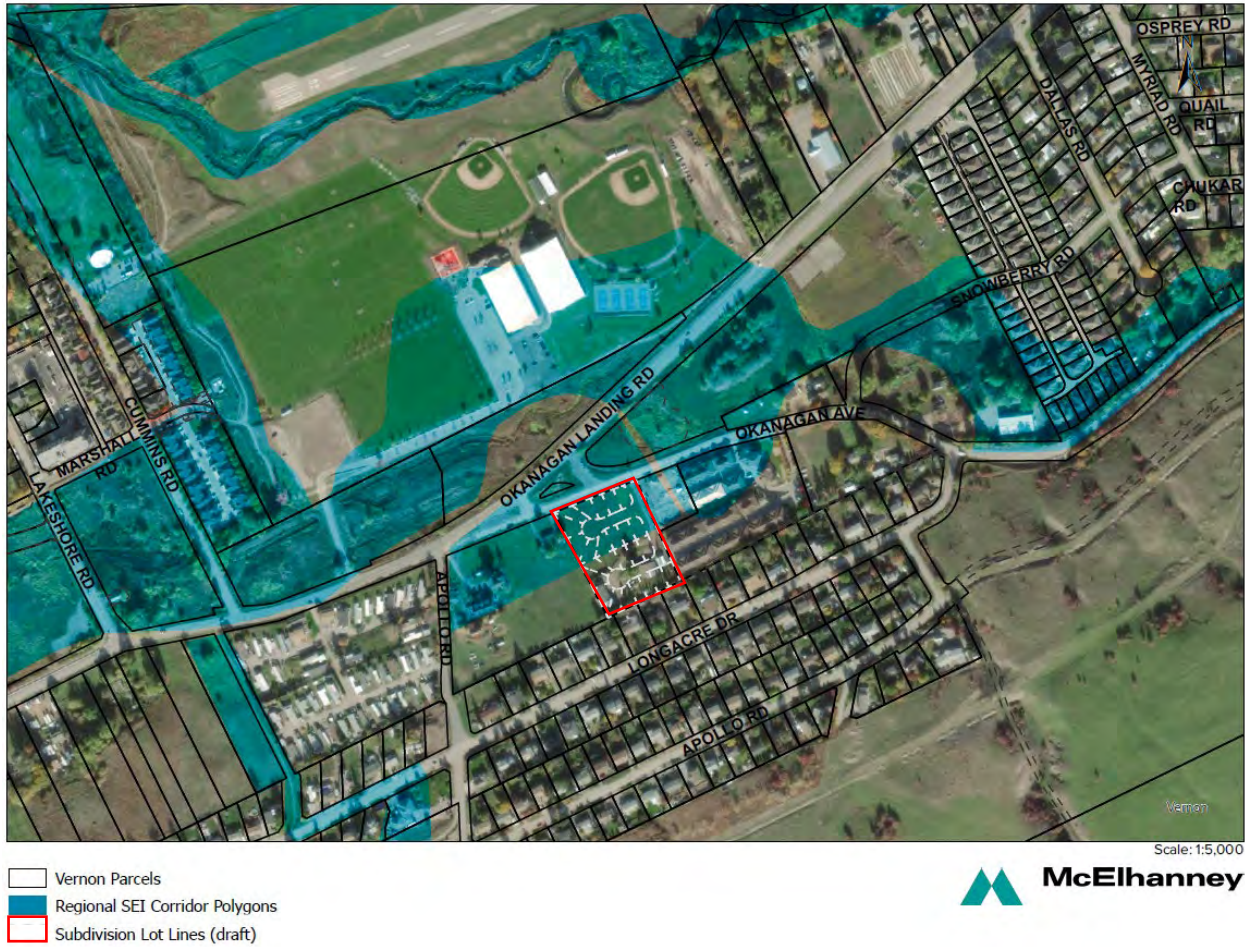 OSPREY RD
N
MYRIAD RD
DALLAS RD
QUAIL
RD
CHUKAR
RD
SNOWBERRY RD
OKANAGAN LANDING RD
OKANAGAN AVE
CUMMINS RD
MARSHALL
RD
LAKESHORE RD
APOLLO RD
LONGACRE DR
APOLLO RD
Vernon
Scale: 1:5,000
Vernon Parcels
Regional SEI Corridor Polygons
Subdivision Lot Lines (draft)
McElhanney